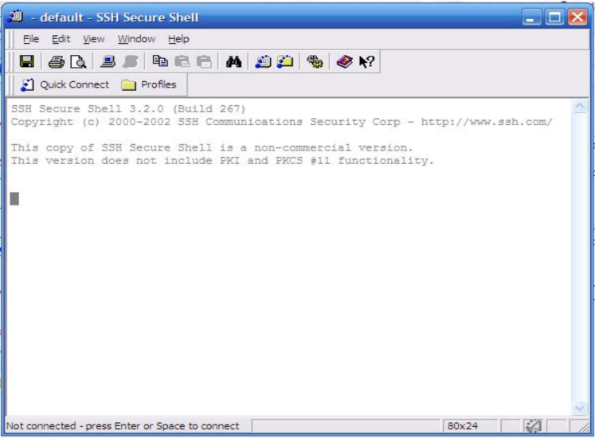 - default - SSH Secure Shell
File Edit View Window Help
Quick Connect Profiles
SSH Secure Shell 3.2.0 (Build 267)
Copyright (c) 2000-2002 SSH Communications Security Corp - http://www.ssh.com/
This copy of SSH Secure Shell is a non-commercial version.
This version does not include PKI and PKCS #11 functionality.
Not connected - press Enter or Space to connect 80x24